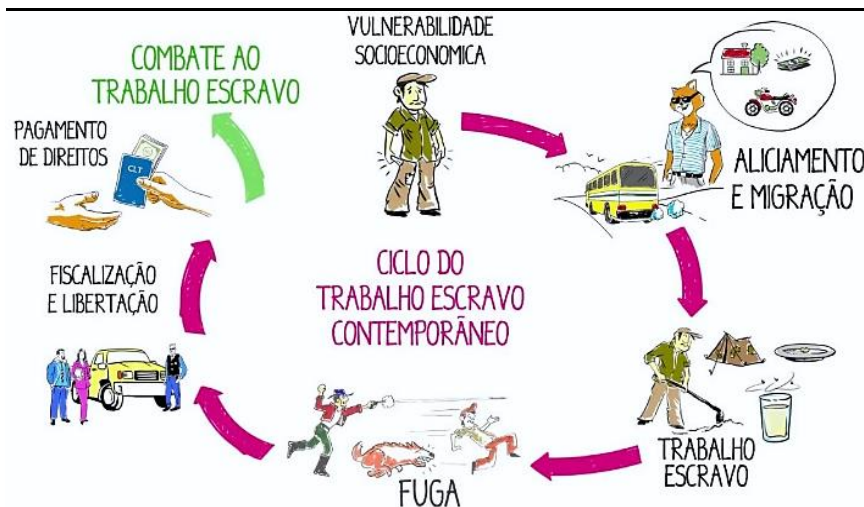 VULNERABILIDADE
SOCIOECONOMICA
ALICIAMENTO
E MIGRAÇÃO
TRABALHO
ESCRAVO
FUGA
FISCALIZAÇÃO
E LIBERTAÇÃO
PAGAMENTO
DE DIREITOS
CLT
COMBATE AO
TRABALHO ESCRAVO
CICLO DO
TRABALHO ESCRAVO
CONTEMPORÂNEO